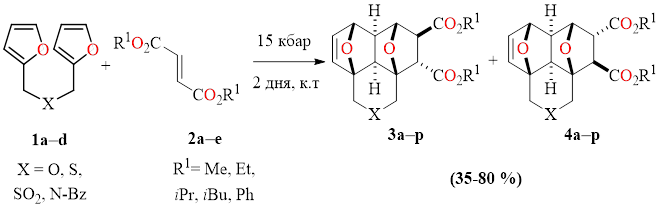 O O X
1a–d
X = O, S,
SO₂, N-Bz
+
R¹O₂C
CO₂R¹
2a–e
R¹= Me, Et,
iPr, iBu, Ph
15 кбар
2 дня, к.т
H O O CO₂R¹
CO₂R¹
H
X
3a–p
+
H O O CO₂R¹
CO₂R¹
H
X
4a–p
(35-80 %)